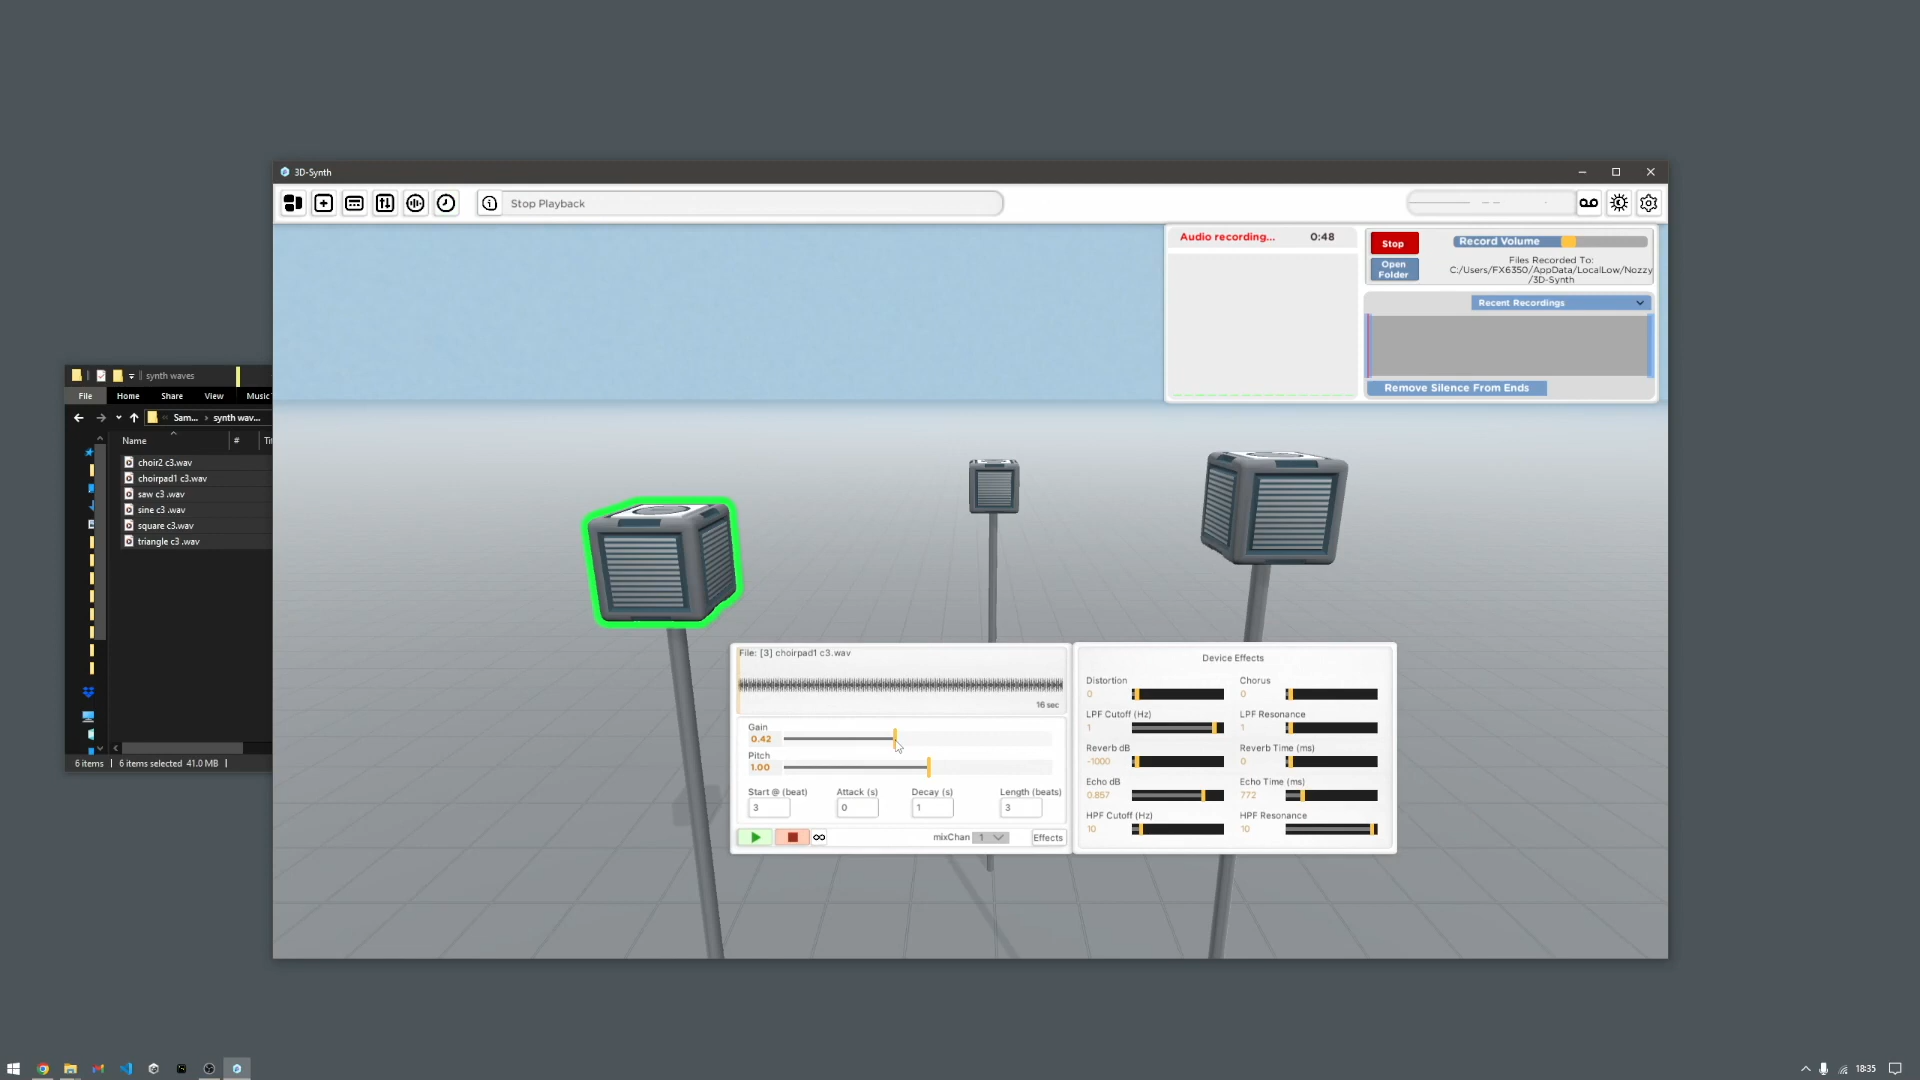 3D-Synth
Stop Playback
Audio recording... 0:48
Stop
Record Volume
Open Folder
Files Recorded To:
C:/Users/FX6350/AppData/LocalLow/Nozzy
/3D-Synth
Recent Recordings
Remove Silence From Ends
synth waves
File Home Share View Music
Sam... › synth wav...
Name # Ti
choir2 c3.wav
choirpad1 c3.wav
saw c3 .wav
sine c3 .wav
square c3.wav
triangle c3 .wav
6 items 6 items selected 41.0 MB
File: [3] choirpad1 c3.wav
16 sec
Gain
0.42
Pitch
1.00
Start @ (beat) Attack (s) Decay (s) Length (beats)
3 0 1 3
mixChan 1 Effects
Device Effects
Distortion Chorus
0 0
LPF Cutoff (Hz) LPF Resonance
1 1
Reverb dB Reverb Time (ms)
-1000 0
Echo dB Echo Time (ms)
0.857 772
HPF Cutoff (Hz) HPF Resonance
10 10
18:35